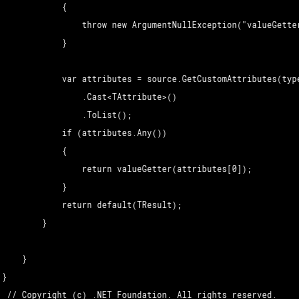 {
throw new ArgumentNullException("valueGetter
}
var attributes = source.GetCustomAttributes(type
.Cast<TAttribute>()
.ToList();
if (attributes.Any())
{
return valueGetter(attributes[0]);
}
return default(TResult);
}
}
}
// Copyright (c) .NET Foundation. All rights reserved.